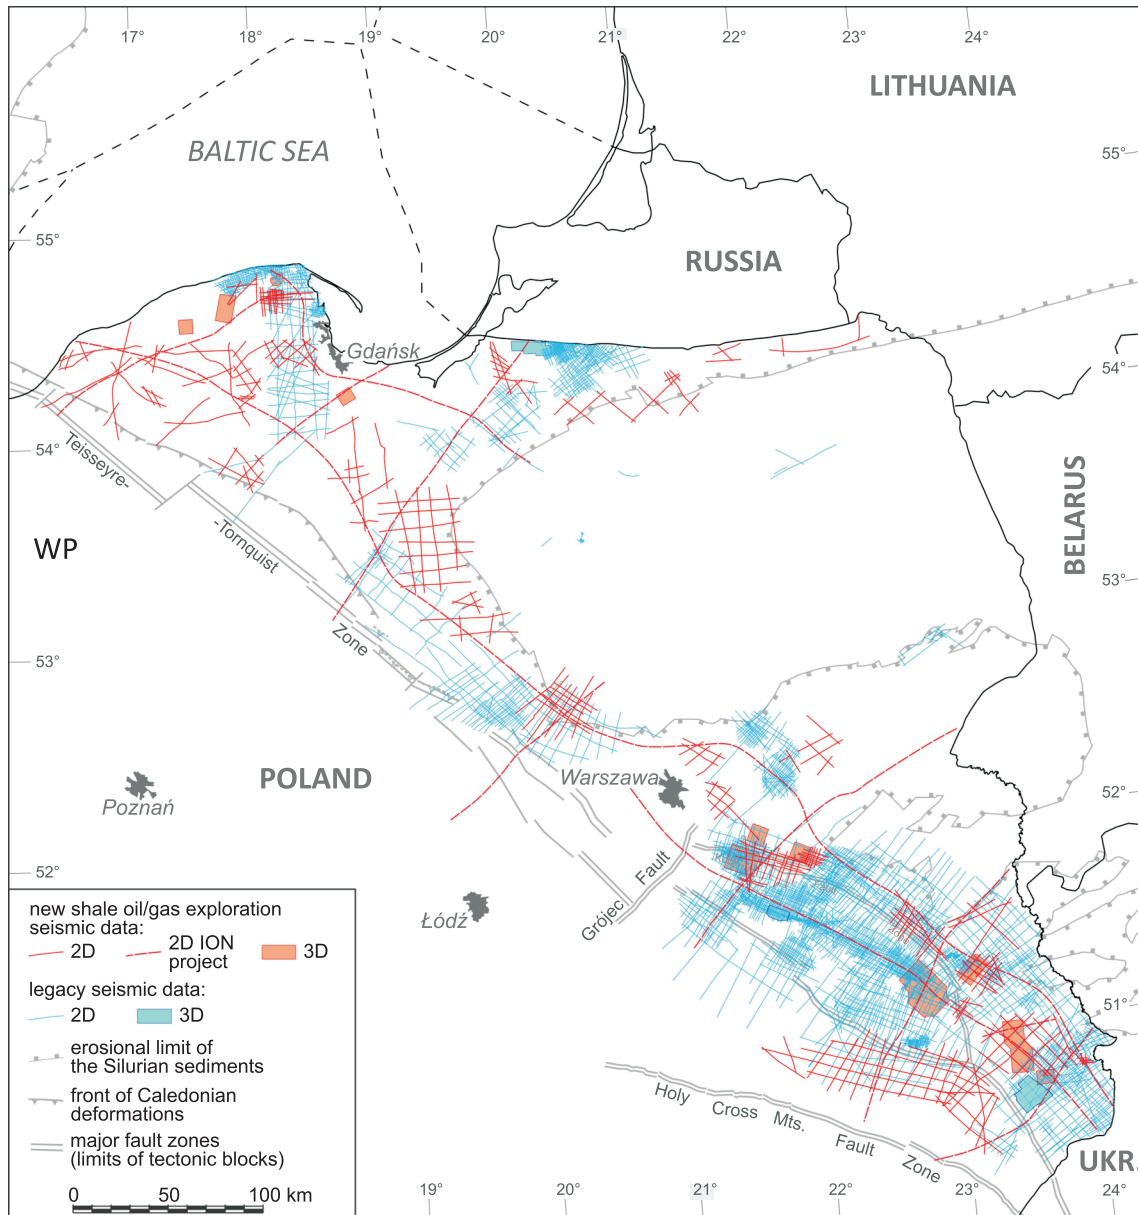 17°
18°
19°
20°
21°
22°
23°
24°
LITHUANIA
BALTIC SEA
55°
55°
RUSSIA
Gdańsk
54°
54°
Teisseyre-
-Tornquist
Zone
BELARUS
WP
53°
53°
POLAND
Warszawa
Poznań
52°
52°
Łódź
Grójec Fault
51°
Holy Cross Mts. Fault Zone
UKR.
new shale oil/gas exploration
seismic data:
2D
2D ION
project
3D
legacy seismic data:
2D
3D
erosional limit of
the Silurian sediments
front of Caledonian
deformations
major fault zones
(limits of tectonic blocks)
0 50 100 km
19°
20°
21°
22°
23°
24°